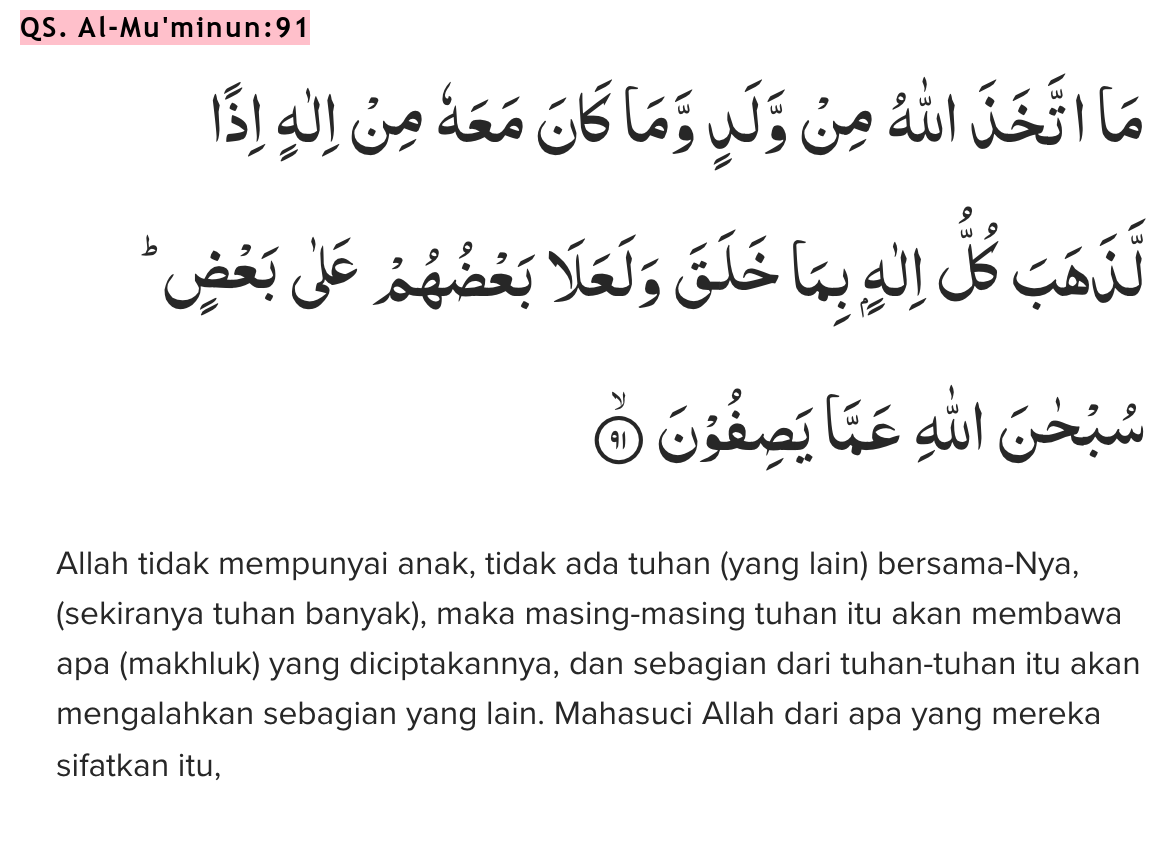 QS. Al-Mu'minun:91
مَا اتَّخَذَ اللّٰهُ مِنْ وَّلَدٍ وَّمَا كَانَ مَعَهٗ مِنْ اِلٰهٍ اِذًا
لَّذَهَبَ كُلُّ اِلٰهٍۢ بِمَا خَلَقَ وَلَعَلَا بَعْضُهُمْ عَلٰى بَعْضٍۗ
سُبْحٰنَ اللّٰهِ عَمَّا يَصِفُوْنَۙ ٩١
Allah tidak mempunyai anak, tidak ada tuhan (yang lain) bersama-Nya,
(sekiranya tuhan banyak), maka masing-masing tuhan itu akan membawa
apa (makhluk) yang diciptakannya, dan sebagian dari tuhan-tuhan itu akan
mengalahkan sebagian yang lain. Mahasuci Allah dari apa yang mereka
sifatkan itu,